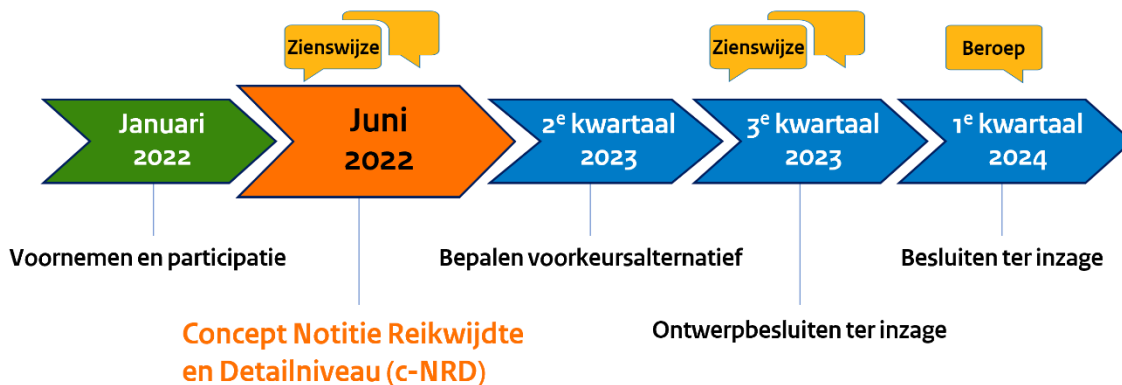 Zienswijze
Zienswijze
Beroep
Januari
2022
Juni
2022
2e kwartaal
2023
3e kwartaal
2023
1e kwartaal
2024
Voornemen en participatie
Bepalen voorkeursalternatief
Besluiten ter inzage
Concept Notitie Reikwijdte
en Detailniveau (c-NRD)
Ontwerpbesluiten ter inzage